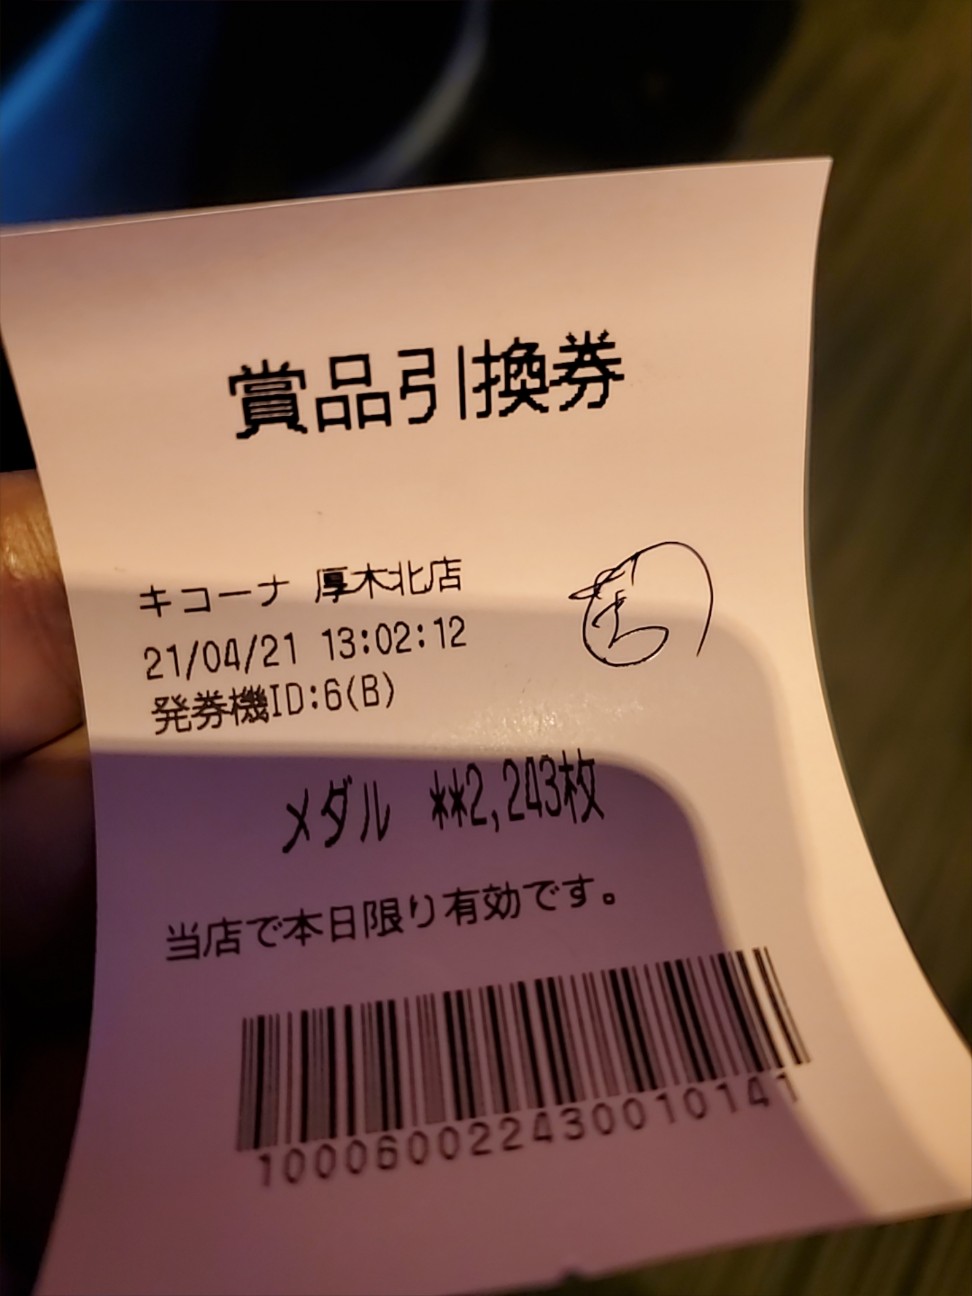 賞品引換券
キコーナ 厚木北店
21/04/21 13:02:12
発券機ID:6(B)
メダル **2,243枚
当店で本日限り有効です。
10006002243001014 1